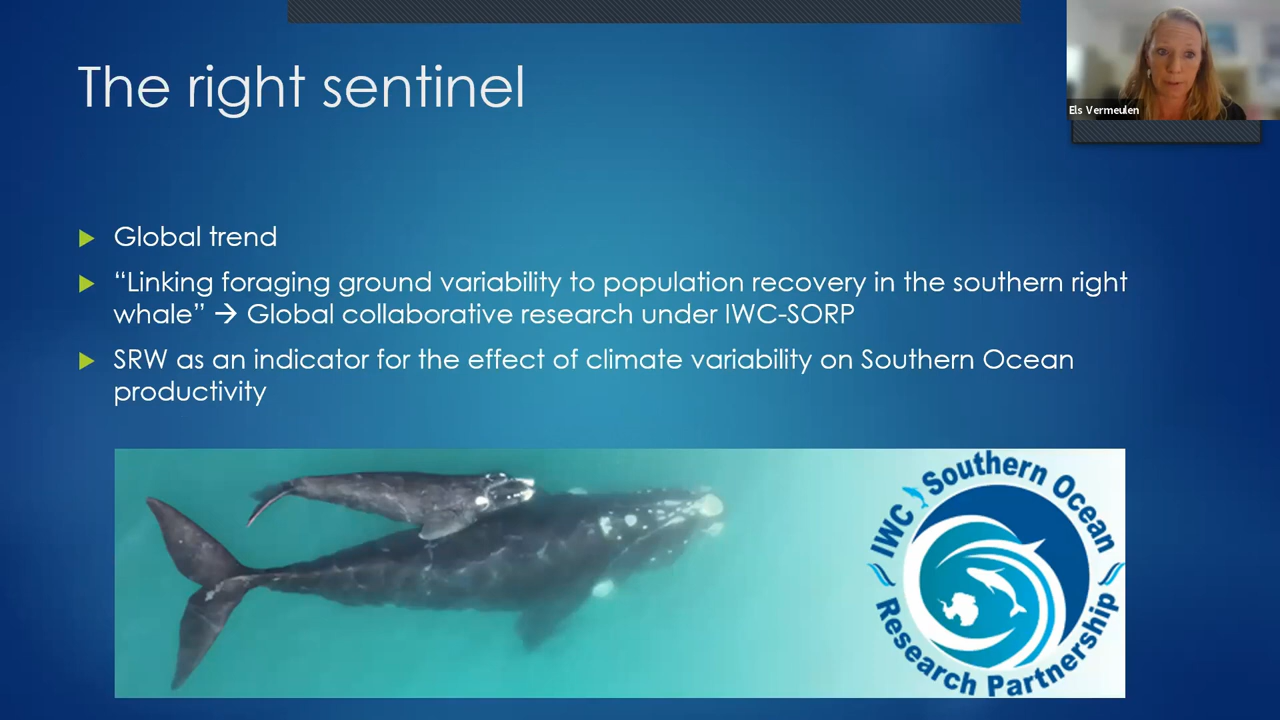 The right sentinel
Els Vermeulen
Global trend
“Linking foraging ground variability to population recovery in the southern right
whale” → Global collaborative research under IWC-SORP
SRW as an indicator for the effect of climate variability on Southern Ocean
productivity
IWC Southern Ocean
Research Partnership